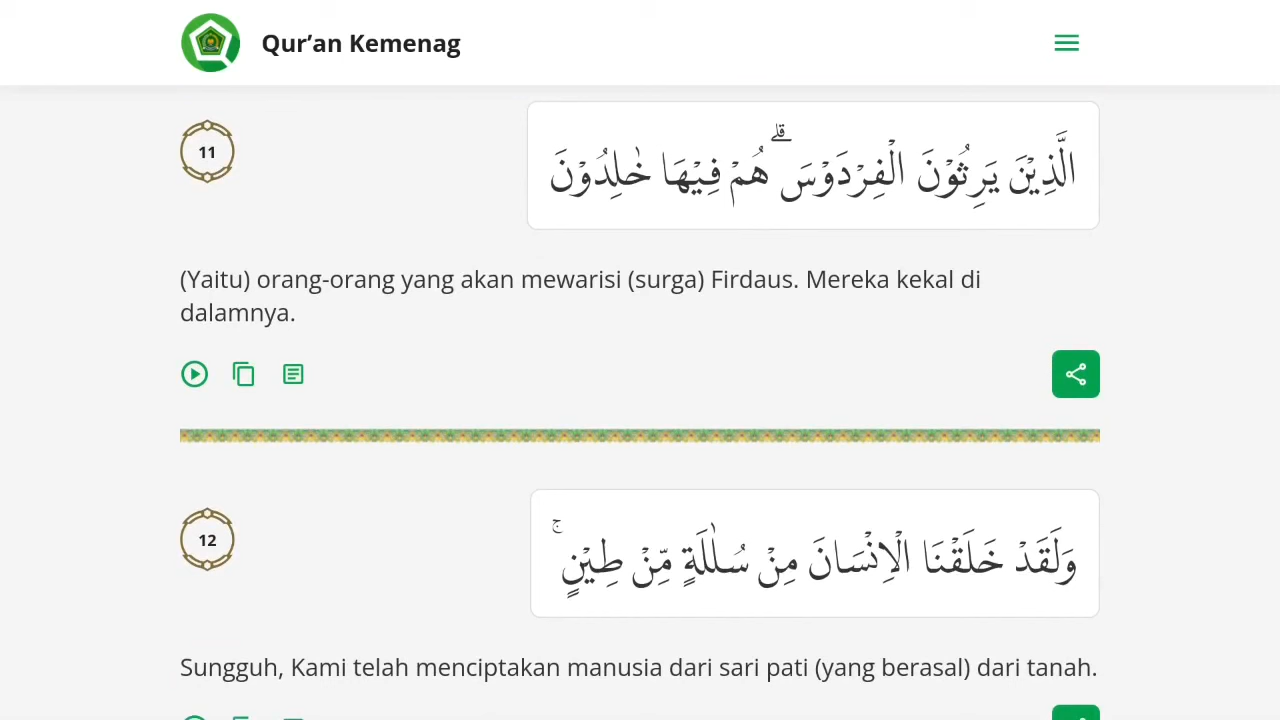 Qur’an Kemenag
11
الَّذِيْنَ يَرِثُوْنَ الْفِرْدَوْسَۗ هُمْ فِيْهَا خٰلِدُوْنَ
(Yaitu) orang-orang yang akan mewarisi (surga) Firdaus. Mereka kekal di
dalamnya.
12
وَلَقَدْ خَلَقْنَا الْاِنْسَانَ مِنْ سُلٰلَةٍ مِّنْ طِيْنٍ ۚ
Sungguh, Kami telah menciptakan manusia dari sari pati (yang berasal) dari tanah.